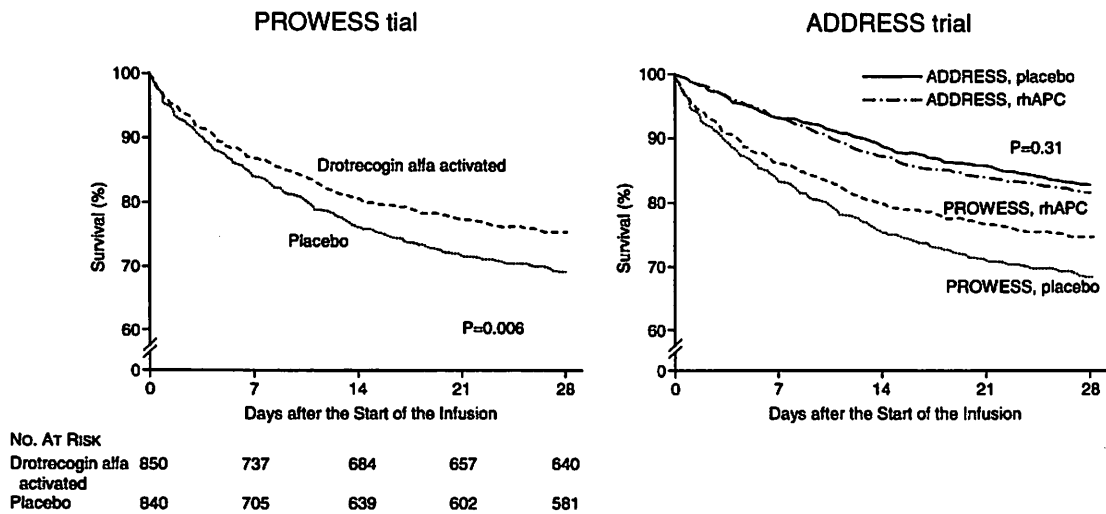 PROWESS tial
100
90
80
70
60
0
Survival (%)
Drotrecogin alfa activated
Placebo
P=0.006
0 7 14 21 28
Days after the Start of the Infusion
No. At Risk
Drotrecogin alfa 850 737 684 657 640
activated
Placebo 840 705 639 602 581
ADDRESS trial
100
90
80
70
60
0
Survival (%)
ADDRESS, placebo
ADDRESS, rhAPC
P=0.31
PROWESS, rhAPC
PROWESS, placebo
0 7 14 21 28
Days after the Start of the Infusion